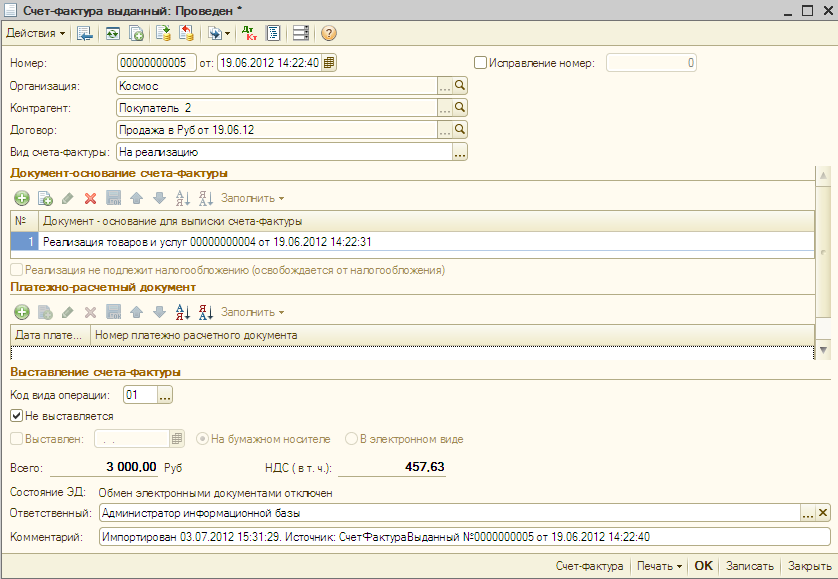 Счет-фактура выданный: Проведен *
Действия
Дт Кт
Номер: 00000000005 от: 19.06.2012 14:22:40 Исправление номер: 0
Организация: Космос ...
Контрагент: Покупатель 2 ...
Договор: Продажа в Руб от 19.06.12 ...
Вид счета-фактуры: На реализацию ...
Документ-основание счета-фактуры
Заполнить
№ Документ - основание для выписки счета-фактуры
1 Реализация товаров и услуг 00000000004 от 19.06.2012 14:22:31
Реализация не подлежит налогообложению (освобождается от налогообложения)
Платежно-расчетный документ
Заполнить
Дата плате... Номер платежно расчетного документа
Выставление счета-фактуры
Код вида операции: 01 ...
Не выставляется
Выставлен: . . На бумажном носителе В электронном виде
Всего: 3 000,00 Руб НДС ( в т. ч.): 457,63
Состояние ЭД: Обмен электронными документами отключен
Ответственный: Администратор информационной базы ...
Комментарий: Импортирован 03.07.2012 15:31:29. Источник: СчетФактураВыданный №0000000005 от 19.06.2012 14:22:40
Счет-фактура Печать OK Записать Закрыть